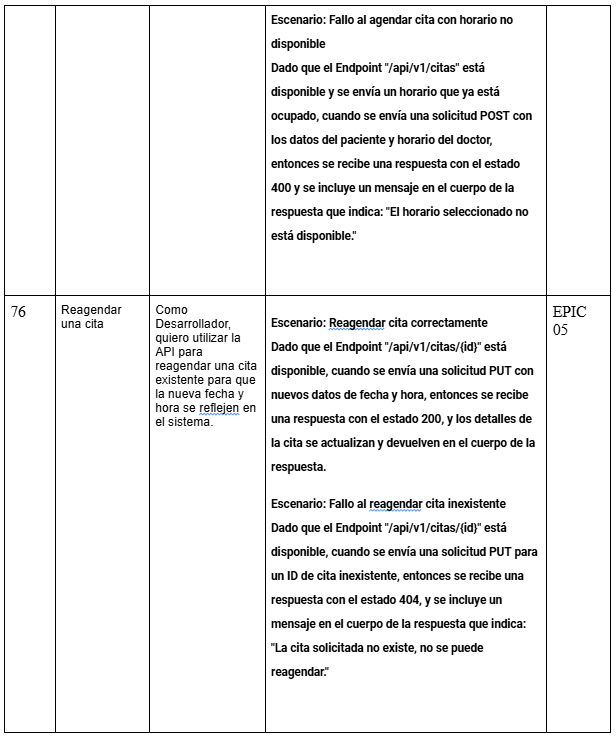 Escenario: Fallo al agendar cita con horario no
disponible
Dado que el Endpoint "/api/v1/citas" está
disponible y se envía un horario que ya está
ocupado, cuando se envía una solicitud POST con
los datos del paciente y horario del doctor,
entonces se recibe una respuesta con el estado
400 y se incluye un mensaje en el cuerpo de la
respuesta que indica: "El horario seleccionado no
está disponible."
76
Reagendar
una cita
Como
Desarrollador,
quiero utilizar la
API para
reagendar una cita
existente para que
la nueva fecha y
hora se reflejen en
el sistema.
Escenario: Reagendar cita correctamente
Dado que el Endpoint "/api/v1/citas/{id}" está
disponible, cuando se envía una solicitud PUT con
nuevos datos de fecha y hora, entonces se recibe
una respuesta con el estado 200, y los detalles de
la cita se actualizan y devuelven en el cuerpo de la
respuesta.
Escenario: Fallo al reagendar cita inexistente
Dado que el Endpoint "/api/v1/citas/{id}" está
disponible, cuando se envía una solicitud PUT para
un ID de cita inexistente, entonces se recibe una
respuesta con el estado 404, y se incluye un
mensaje en el cuerpo de la respuesta que indica:
"La cita solicitada no existe, no se puede
reagendar."
EPIC
05